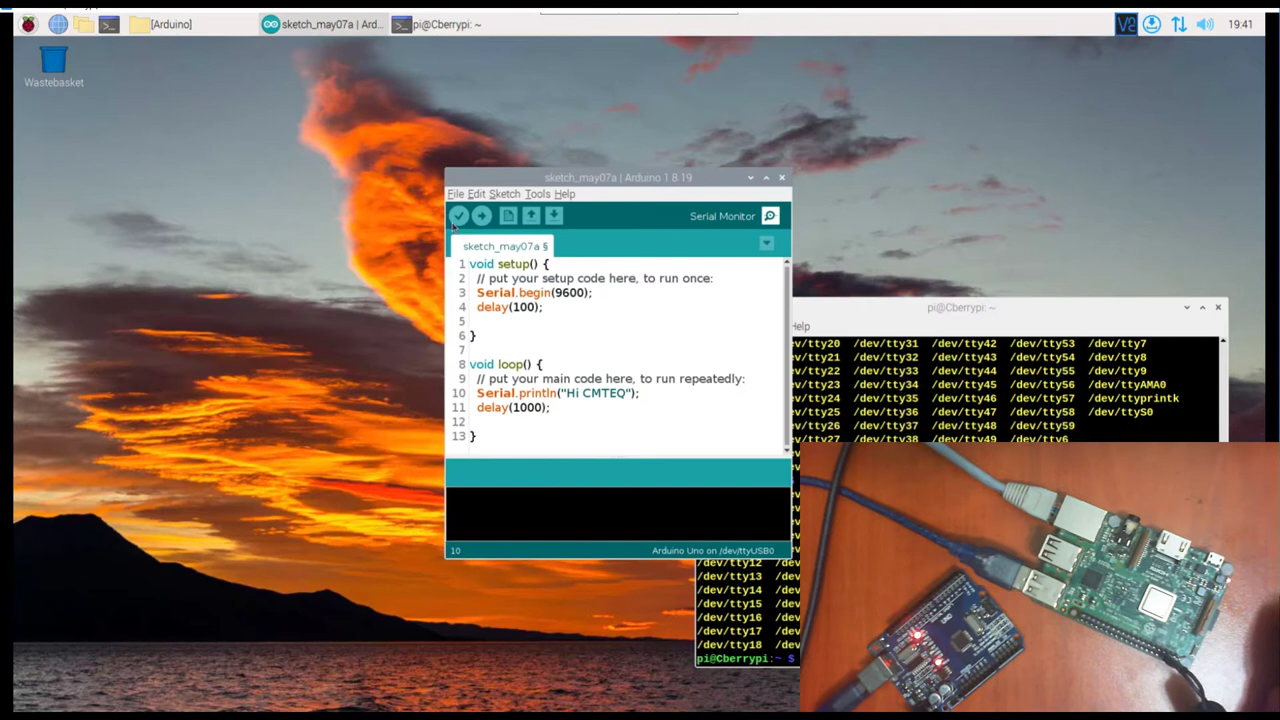 [Arduino]
sketch_may07a | Ard...
pi@Cberrypi: ~
19:41
Wastebasket
sketch_may07a | Arduino 1.8.19
File Edit Sketch Tools Help
Serial Monitor
sketch_may07a §
1 void setup() {
2 // put your setup code here, to run once:
3 Serial.begin(9600);
4 delay(100);
5
6 }
7
8 void loop() {
9 // put your main code here, to run repeatedly:
10 Serial.println("Hi CMTEQ");
11 delay(1000);
12
13 }
10
Arduino Uno on /dev/ttyUSB0
pi@Cberrypi: ~
Help
v/tty20 /dev/tty31 /dev/tty42 /dev/tty53 /dev/tty7
v/tty21 /dev/tty32 /dev/tty43 /dev/tty54 /dev/tty8
v/tty22 /dev/tty33 /dev/tty44 /dev/tty55 /dev/tty9
v/tty23 /dev/tty34 /dev/tty45 /dev/tty56 /dev/ttyAMA0
v/tty24 /dev/tty35 /dev/tty46 /dev/tty57 /dev/ttyprintk
v/tty25 /dev/tty36 /dev/tty47 /dev/tty58 /dev/ttyS0
v/tty26 /dev/tty37 /dev/tty48 /dev/tty59
v/tty27 /dev/tty38 /dev/tty49 /dev/tty6
/dev/tty12
/dev/tty13
/dev/tty14
/dev/tty15
/dev/tty16
/dev/tty17
/dev/tty18
pi@Cberrypi:~ $